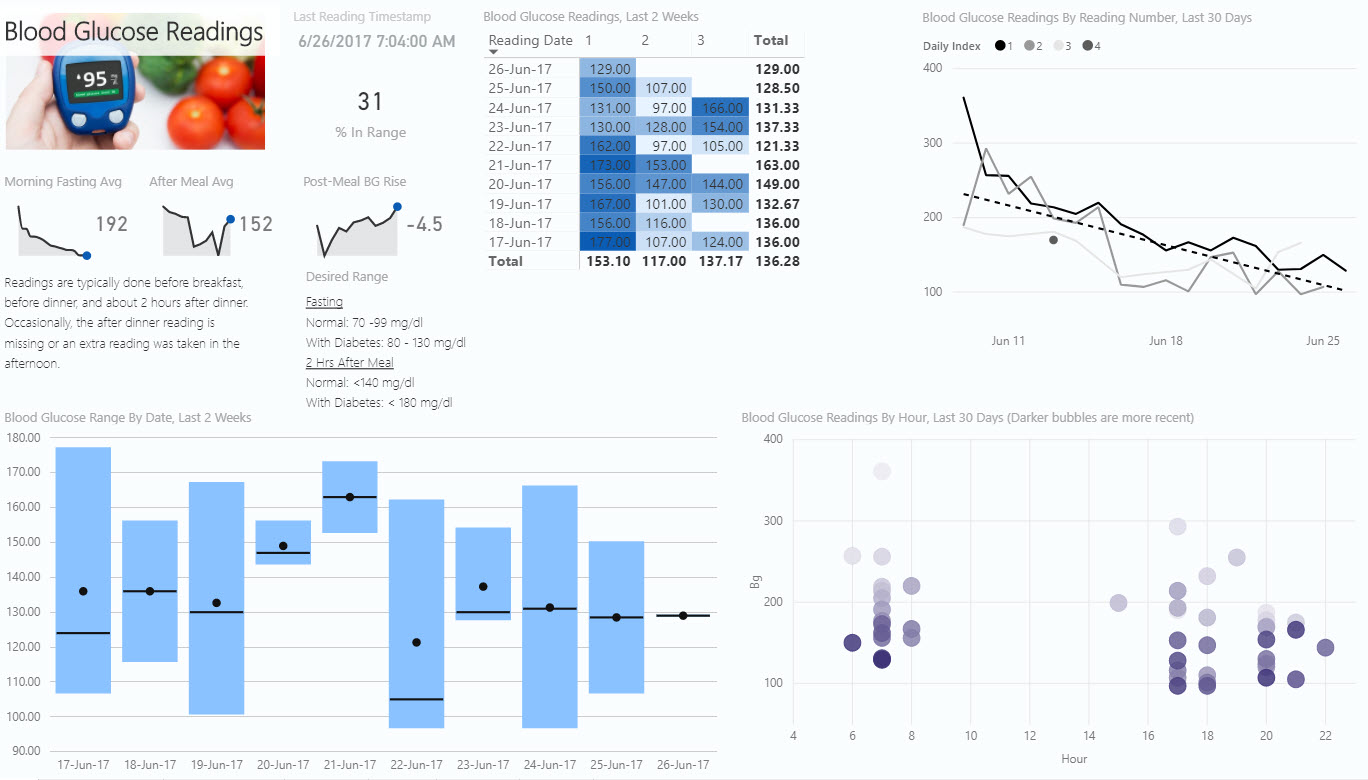 Blood Glucose Readings
95
Last Reading Timestamp
6/26/2017 7:04:00 AM
31
% In Range
Morning Fasting Avg
192
After Meal Avg
152
Post-Meal BG Rise
-4.5
Readings are typically done before breakfast,
before dinner, and about 2 hours after dinner.
Occasionally, the after dinner reading is
missing or an extra reading was taken in the
afternoon.
Desired Range
Fasting
Normal: 70 -99 mg/dl
With Diabetes: 80 - 130 mg/dl
2 Hrs After Meal
Normal: <140 mg/dl
With Diabetes: < 180 mg/dl
Blood Glucose Readings, Last 2 Weeks
Reading Date 1 2 3 Total
26-Jun-17 129.00 129.00
25-Jun-17 150.00 107.00 128.50
24-Jun-17 131.00 97.00 166.00 131.33
23-Jun-17 130.00 128.00 154.00 137.33
22-Jun-17 162.00 97.00 105.00 121.33
21-Jun-17 173.00 153.00 163.00
20-Jun-17 156.00 147.00 144.00 149.00
19-Jun-17 167.00 101.00 130.00 132.67
18-Jun-17 156.00 116.00 136.00
17-Jun-17 177.00 107.00 124.00 136.00
Total 153.10 117.00 137.17 136.28
Blood Glucose Readings By Reading Number, Last 30 Days
Daily Index 1 2 3 4
400
300
200
100
Jun 11 Jun 18 Jun 25
Blood Glucose Range By Date, Last 2 Weeks
180.00
170.00
160.00
150.00
140.00
130.00
120.00
110.00
100.00
90.00
17-Jun-17 18-Jun-17 19-Jun-17 20-Jun-17 21-Jun-17 22-Jun-17 23-Jun-17 24-Jun-17 25-Jun-17 26-Jun-17
Blood Glucose Readings By Hour, Last 30 Days (Darker bubbles are more recent)
400
300
Bg
200
100
4 6 8 10 12 14 16 18 20 22
Hour